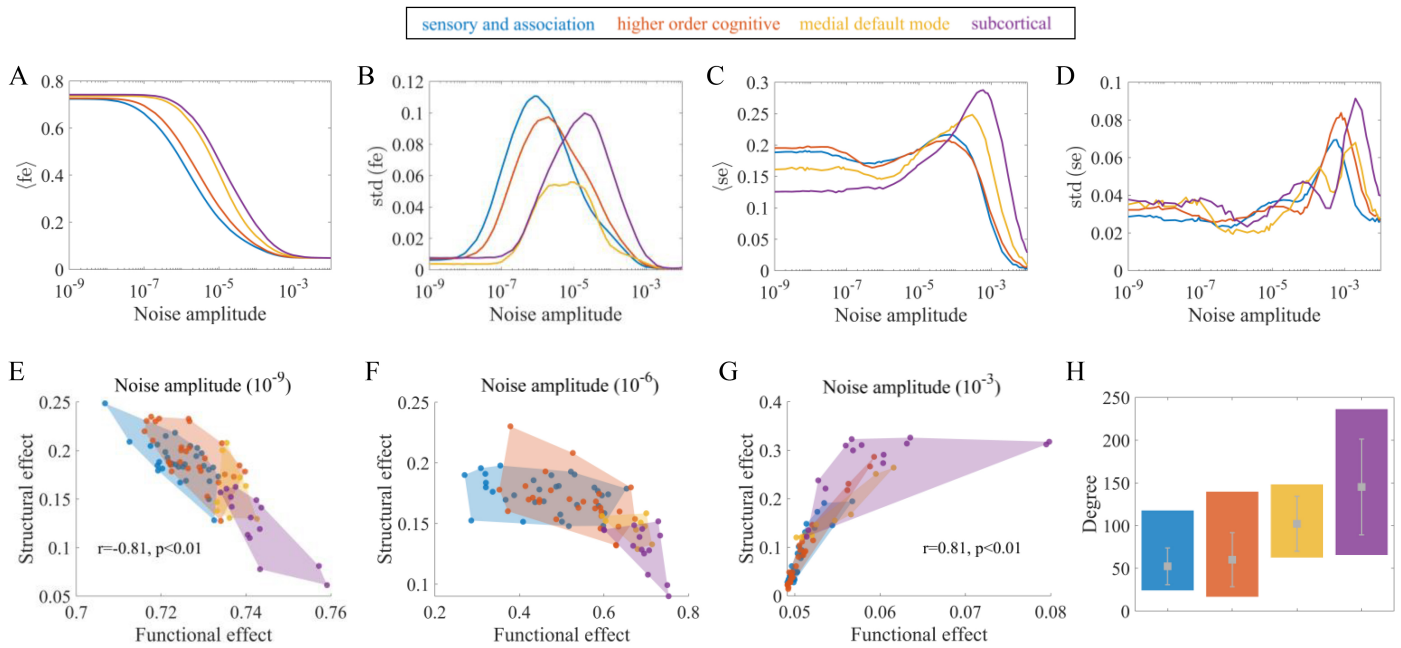 sensory and association higher order cognitive medial default mode subcortical
A B C D
⟨fe⟩
0.8
0.6
0.4
0.2
0
10-9 10-7 10-5 10-3
Noise amplitude
std (fe)
0.12
0.1
0.08
0.06
0.04
0.02
0
10-9 10-7 10-5 10-3
Noise amplitude
⟨se⟩
0.3
0.25
0.2
0.15
0.1
0.05
0
10-9 10-7 10-5 10-3
Noise amplitude
std (se)
0.1
0.08
0.06
0.04
0.02
0
10-9 10-7 10-5 10-3
Noise amplitude
E
Noise amplitude (10-9)
Structural effect
0.25
0.2
0.15
0.1
0.05
r=-0.81, p<0.01
0.7 0.72 0.74 0.76
Functional effect
F
Noise amplitude (10-6)
Structural effect
0.25
0.2
0.15
0.1
0.2 0.4 0.6 0.8
Functional effect
G
Noise amplitude (10-3)
Structural effect
0.4
0.3
0.2
0.1
0
r=0.81, p<0.01
0.05 0.06 0.07 0.08
Functional effect
H
Degree
250
200
150
100
50
0